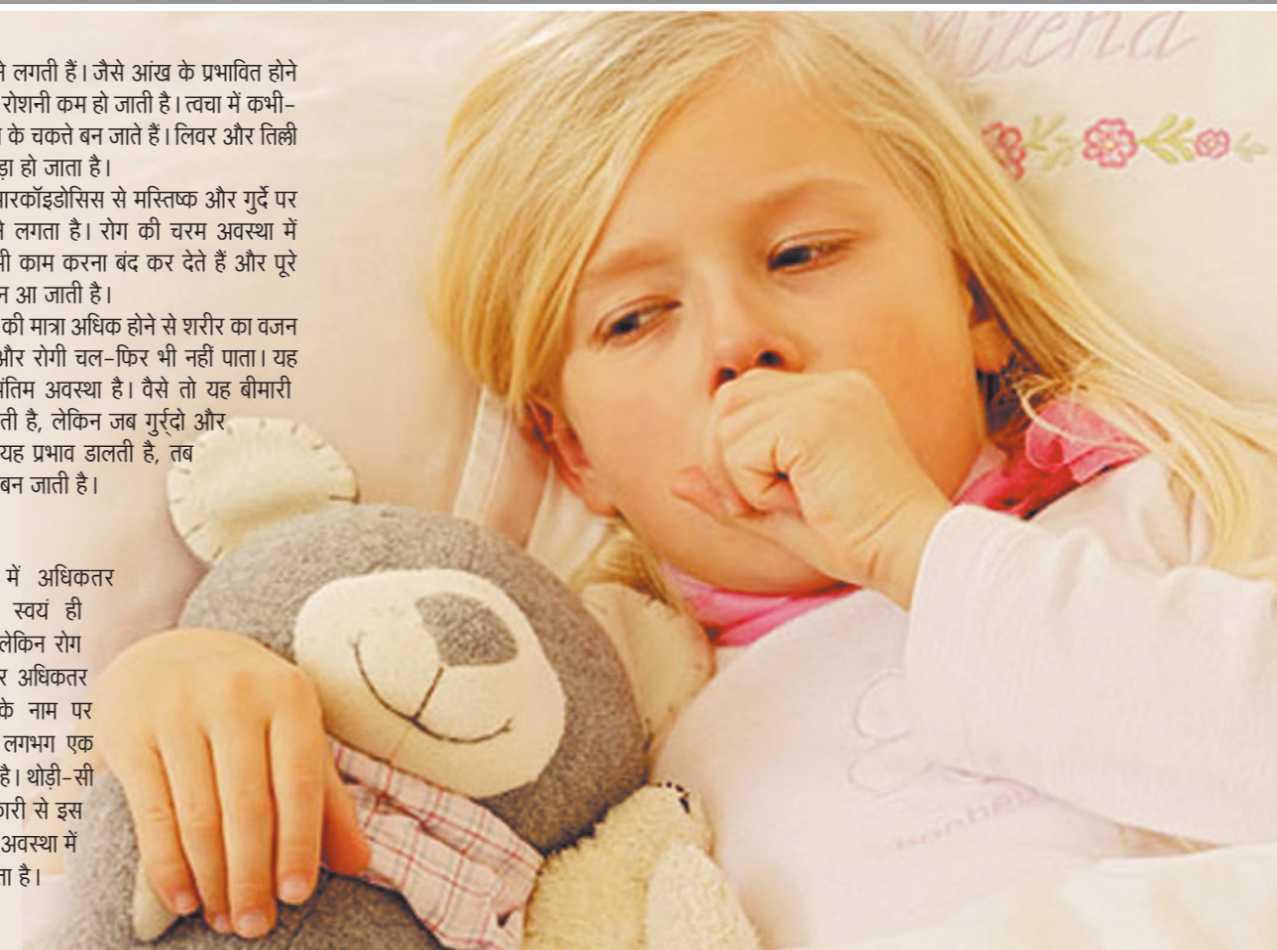 लगती हैं। जैसे आंख के प्रभावित होने
रोशनी कम हो जाती है। त्वचा में कभी-
के चकत्ते बन जाते हैं। लिवर और तिल्ली
हो जाता है।
मस्तिष्क और गुर्दे पर
लगता है। रोग की चरम अवस्था में
काम करना बंद कर देते हैं और पूरे
आ जाती है।
की मात्रा अधिक होने से शरीर का वजन
और रोगी चल-फिर भी नहीं पाता। यह
अवस्था है। वैसे तो यह बीमारी
है, लेकिन जब गुर्र्दो और
यह प्रभाव डालती है, तब
बन जाती है।
में अधिकतर
स्वयं ही
लेकिन रोग
अधिकतर
के नाम पर
लगभग एक
है। थोड़ी-सी
से इस
अवस्था में
है।
Milena